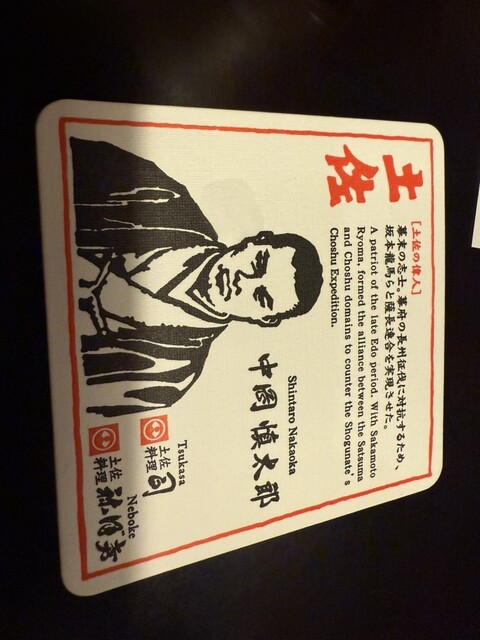 土佐
[土佐の偉人]
幕末の志士。幕府の長州征伐に対抗するため、
坂本龍馬らと薩長連合を実現させた。
A patriot of the late Edo period. With Sakamoto
Ryoma, formed the alliance between the Satsuma
and Choshu domains to counter the Shogunate's
Choshu Expedition.
Shintaro Nakaoka
中岡慎太郎
Tsukasa
土佐料理 司
Neboke
土佐料理 祢保希